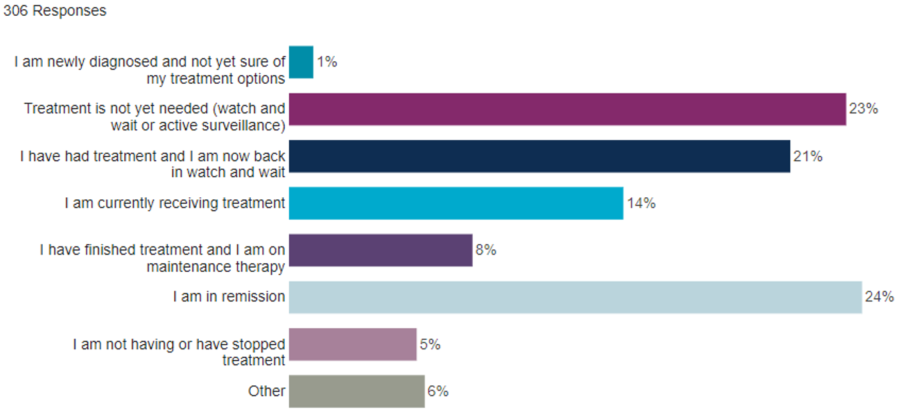 306 Responses
I am newly diagnosed and not yet sure of
my treatment options
1%
Treatment is not yet needed (watch and
wait or active surveillance)
23%
I have had treatment and I am now back
in watch and wait
21%
I am currently receiving treatment
14%
I have finished treatment and I am on
maintenance therapy
8%
I am in remission
24%
I am not having or have stopped
treatment
5%
Other
6%